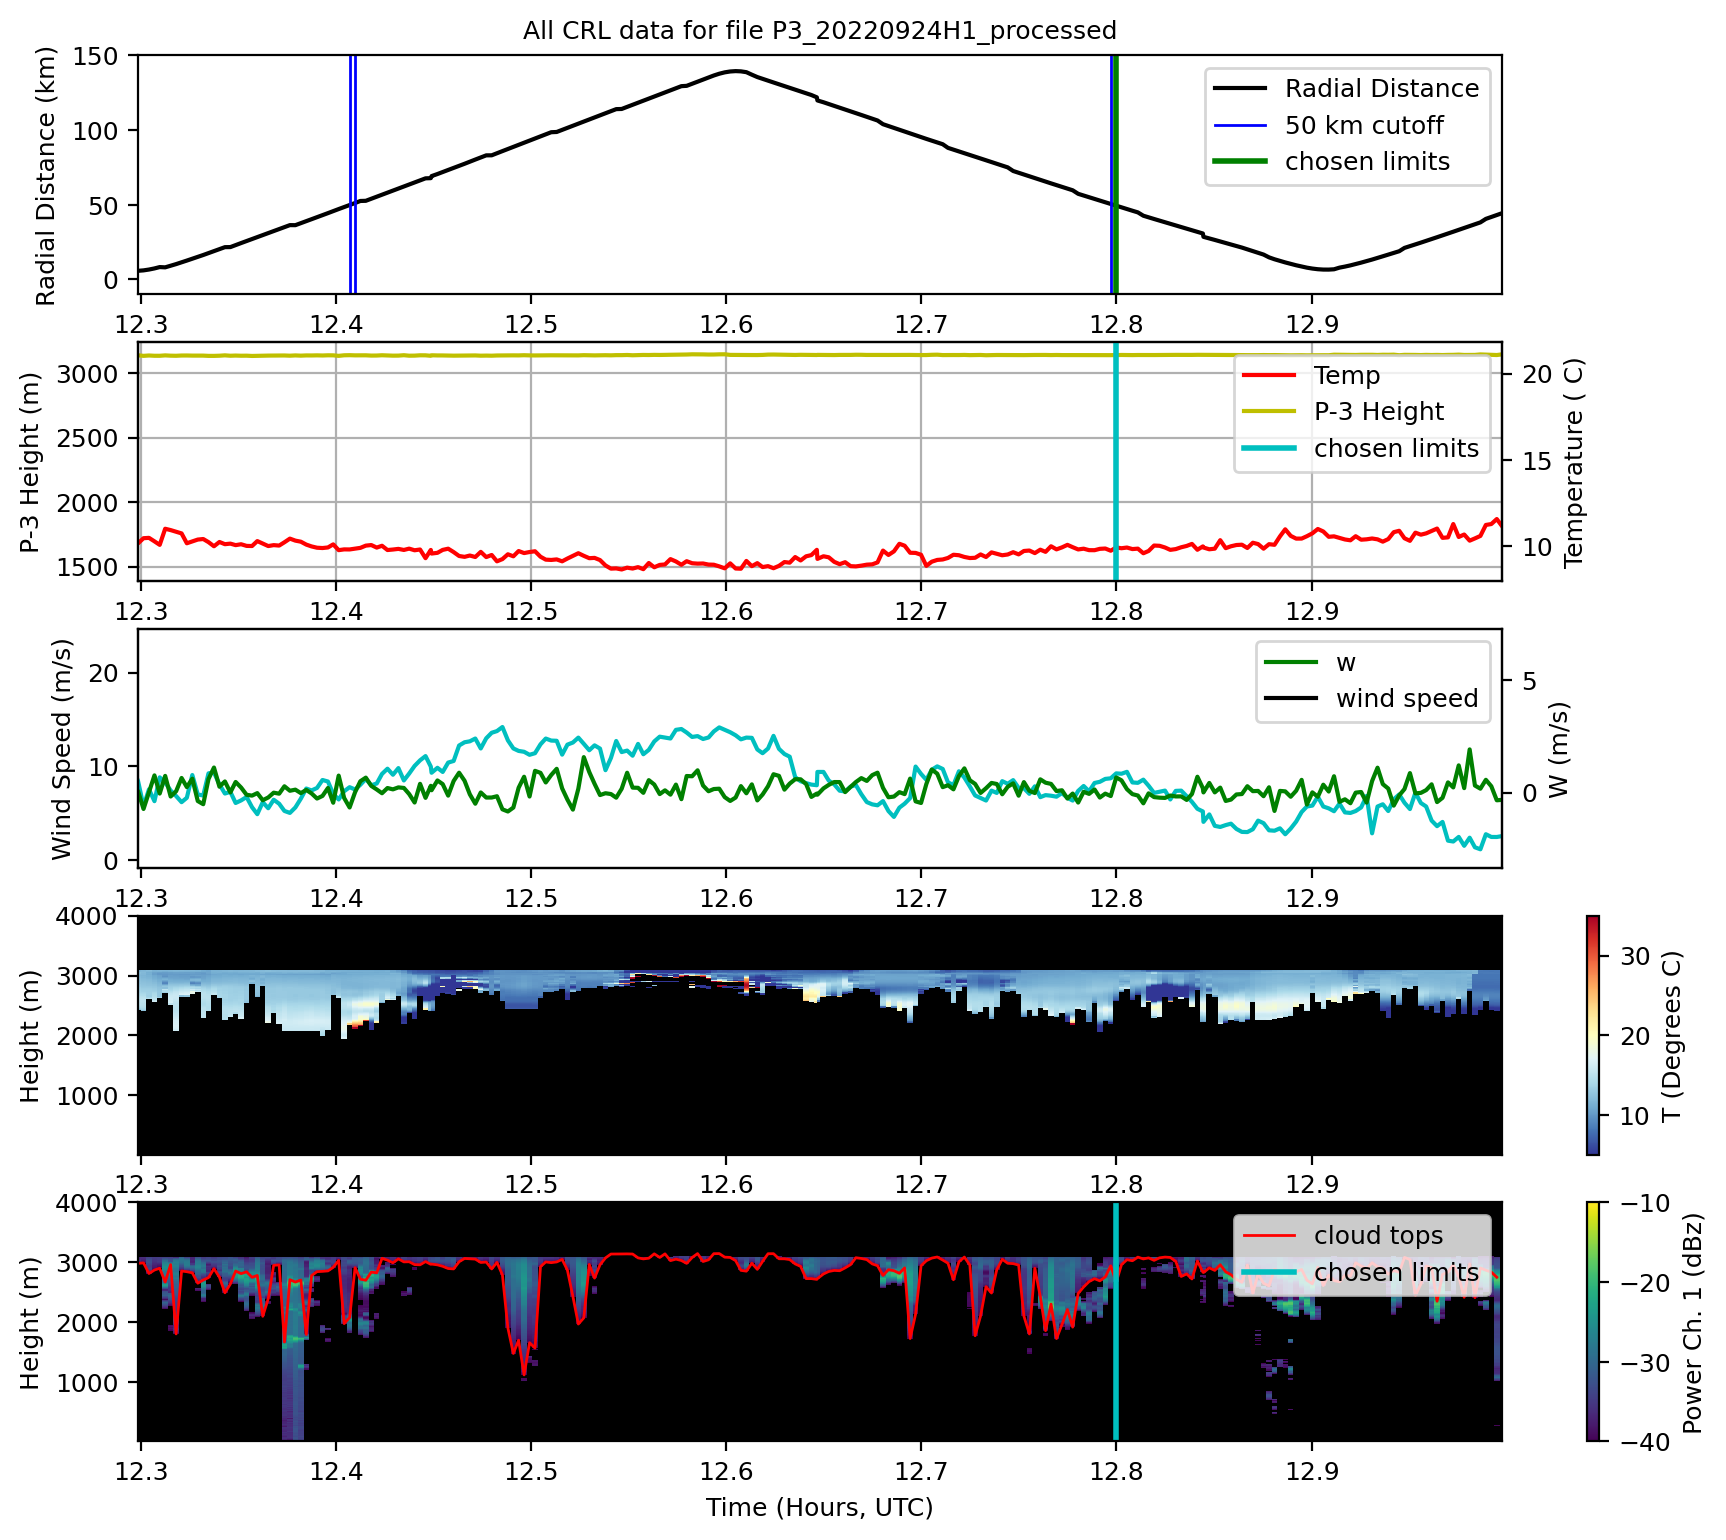 All CRL data for file P3_20220924H1_processed
Radial Distance (km)
150
100
50
0
Radial Distance
50 km cutoff
chosen limits
12.3 12.4 12.5 12.6 12.7 12.8 12.9
P-3 Height (m)
3000
2500
2000
1500
Temp
P-3 Height
chosen limits
20
15
10
Temperature ( C)
12.3 12.4 12.5 12.6 12.7 12.8 12.9
Wind Speed (m/s)
20
10
0
w
wind speed
5
0
W (m/s)
12.3 12.4 12.5 12.6 12.7 12.8 12.9
Height (m)
4000
3000
2000
1000
30
20
10
T (Degrees C)
12.3 12.4 12.5 12.6 12.7 12.8 12.9
Height (m)
4000
3000
2000
1000
cloud tops
chosen limits
−10
−20
−30
−40
Power Ch. 1 (dBz)
12.3 12.4 12.5 12.6 12.7 12.8 12.9
Time (Hours, UTC)